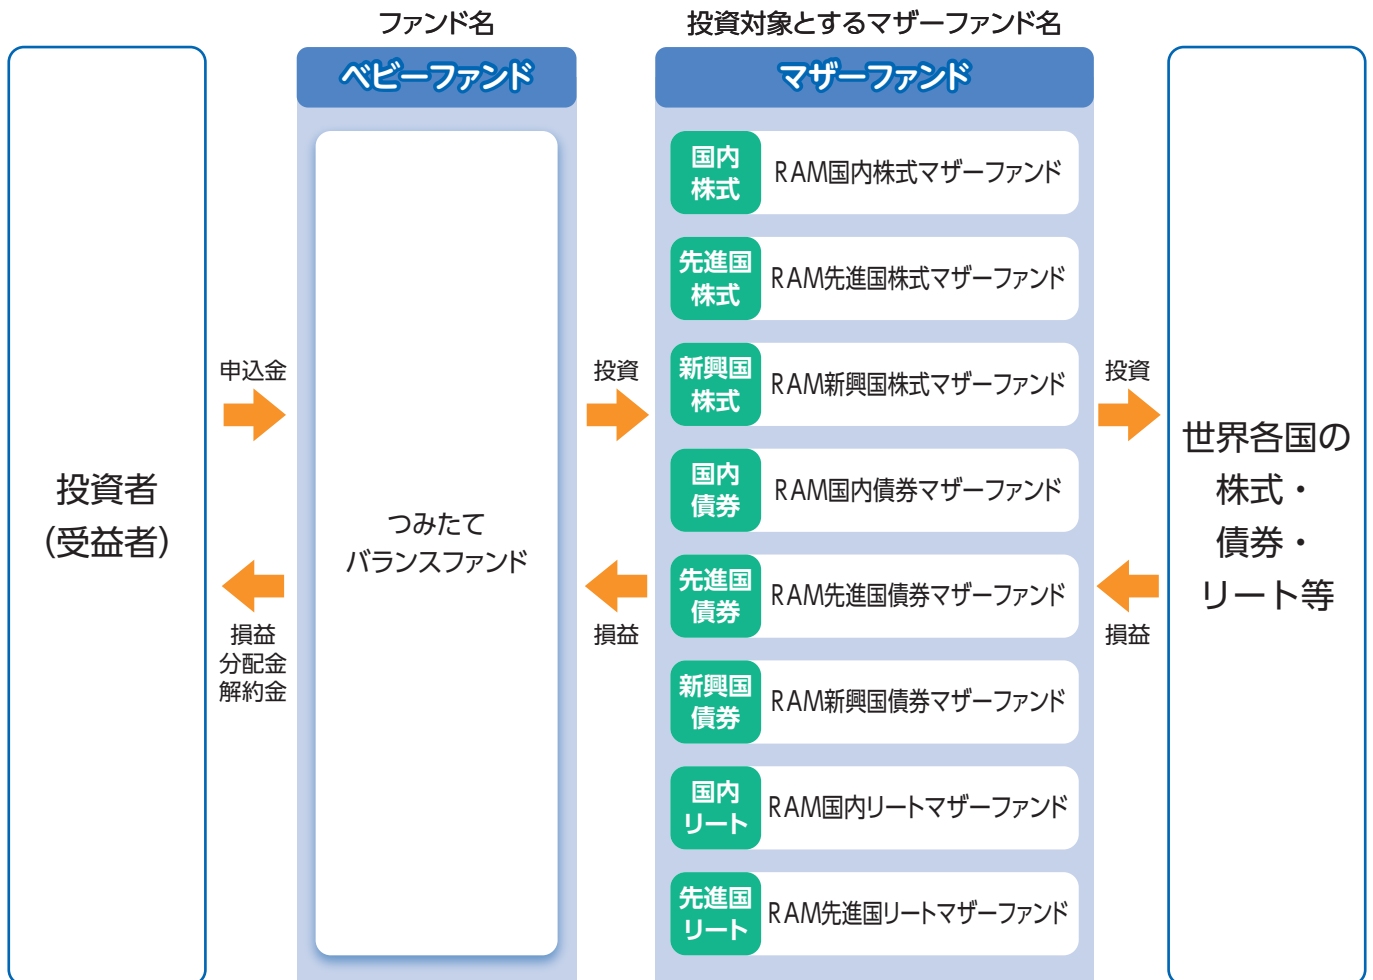 ファンド名
投資対象とするマザーファンド名
ベビーファンド
マザーファンド
投資者
(受益者)
申込金
損益
分配金
解約金
つみたて
バランスファンド
投資
損益
国内
株式
RAM国内株式マザーファンド
先進国
株式
RAM先進国株式マザーファンド
新興国
株式
RAM新興国株式マザーファンド
国内
債券
RAM国内債券マザーファンド
先進国
債券
RAM先進国債券マザーファンド
新興国
債券
RAM新興国債券マザーファンド
国内
リート
RAM国内リートマザーファンド
先進国
リート
RAM先進国リートマザーファンド
投資
損益
世界各国の
株式・
債券・
リート等